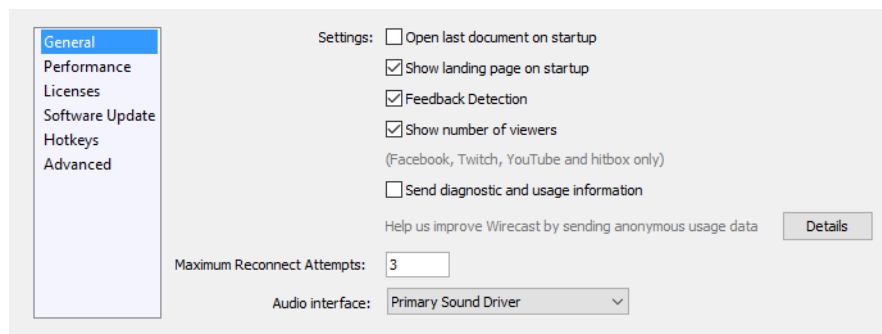 General
Performance
Licenses
Software Update
Hotkeys
Advanced
Settings: Open last document on startup
Show landing page on startup
Feedback Detection
Show number of viewers
(Facebook, Twitch, YouTube and hitbox only)
Send diagnostic and usage information
Help us improve Wirecast by sending anonymous usage data Details
Maximum Reconnect Attempts: 3
Audio interface: Primary Sound Driver